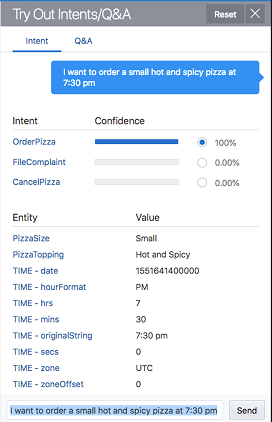 Try Out Intents/Q&A Reset
Intent Q&A
I want to order a small hot and spicy pizza at
7:30 pm
Intent Confidence
OrderPizza 100%
FileComplaint 0.00%
CancelPizza 0.00%
Entity Value
PizzaSize Small
PizzaTopping Hot and Spicy
TIME - date 1551641400000
TIME - hourFormat PM
TIME - hrs 7
TIME - mins 30
TIME - originalString 7:30 pm
TIME - secs 0
TIME - zone UTC
TIME - zoneOffset 0
I want to order a small hot and spicy pizza at 7:30 pm Send